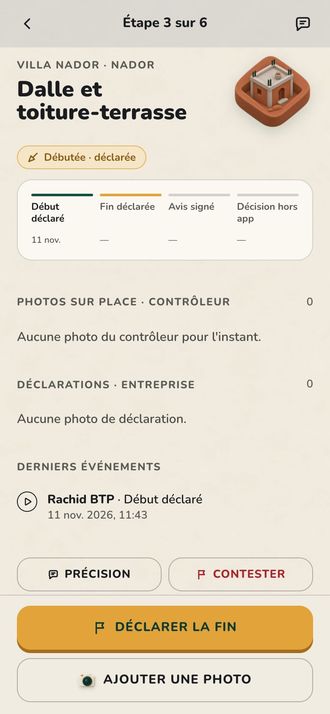 Étape 3 sur 6
VILLA NADOR · NADOR
Dalle et
toiture-terrasse
Débutée · déclarée
Début déclaré
11 nov.
Fin déclarée
—
Avis signé
—
Décision hors app
—
PHOTOS SUR PLACE · CONTRÔLEUR 0
Aucune photo du contrôleur pour l'instant.
DÉCLARATIONS · ENTREPRISE 0
Aucune photo de déclaration.
DERNIERS ÉVÉNEMENTS
Rachid BTP · Début déclaré
11 nov. 2026, 11:43
PRÉCISION
CONTESTER
DÉCLARER LA FIN
AJOUTER UNE PHOTO